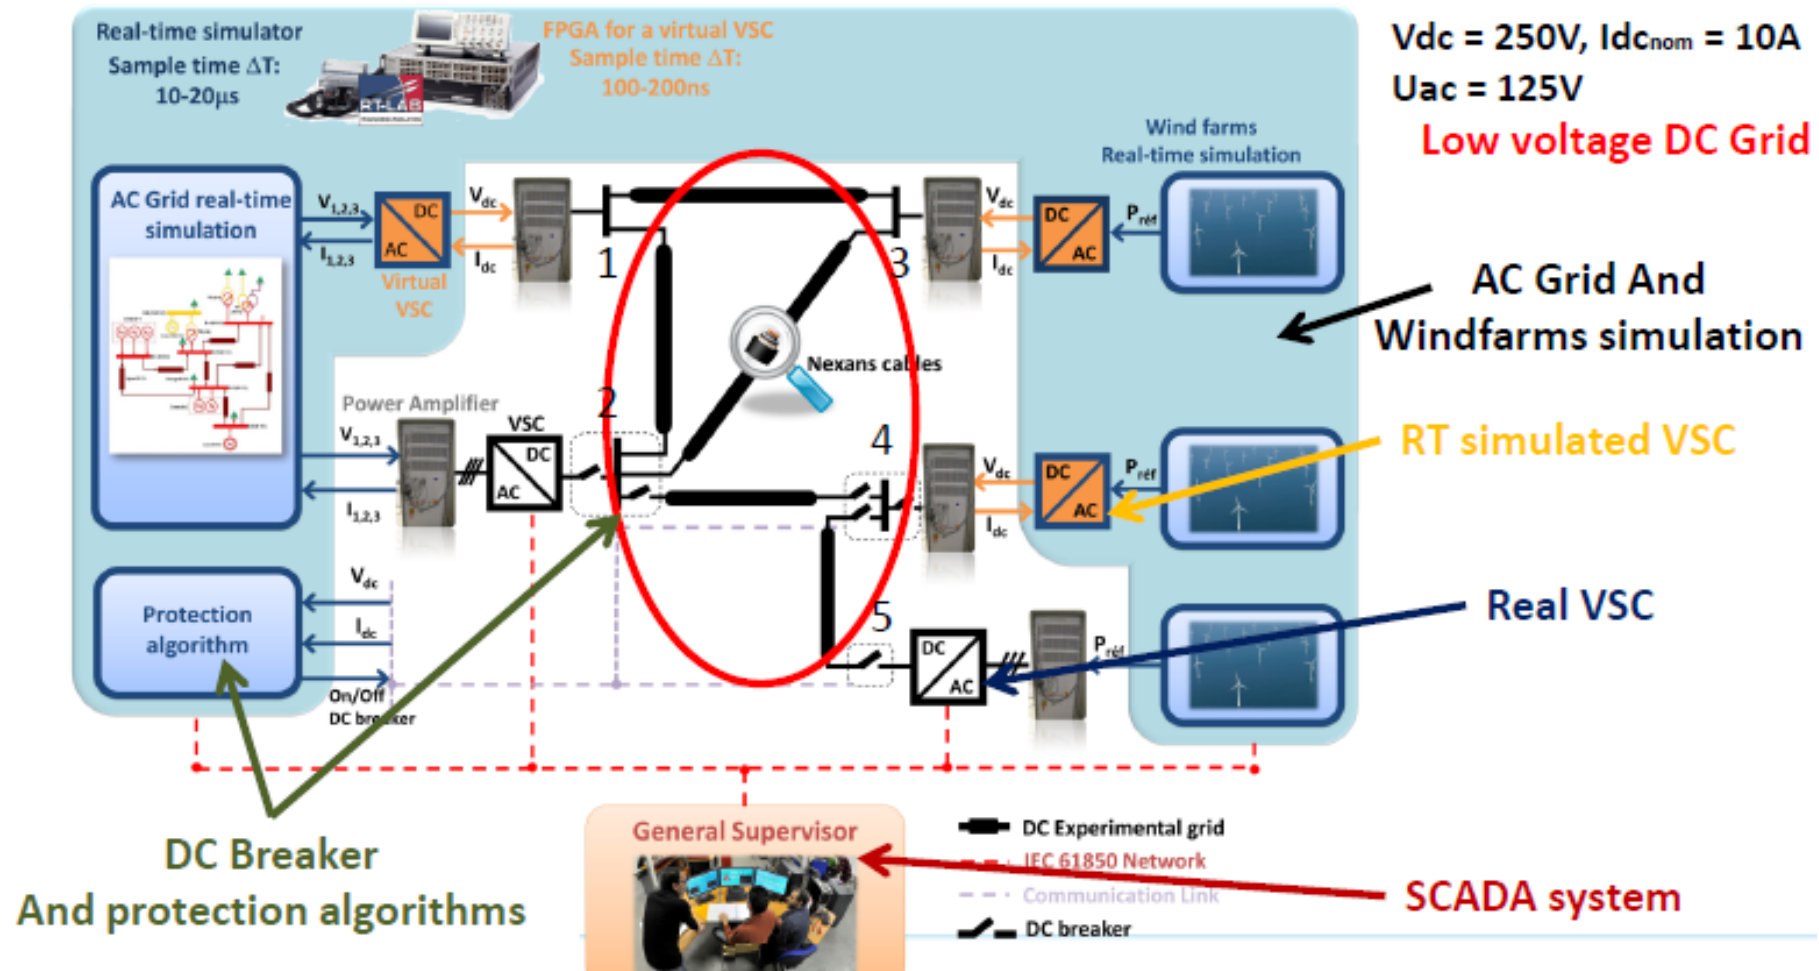 Real-time simulator
Sample time ΔT:
10-20µs
FPGA for a virtual VSC
Sample time ΔT:
100-200ns
RT-LAB
Vdc = 250V, Idcnom = 10A
Uac = 125V
Low voltage DC Grid
Wind farms
Real-time simulation
AC Grid real-time
simulation
V1,2,3
I1,2,3
DC
AC
Virtual
VSC
Vdc
Idc
1
3
Vdc
Idc
DC
AC
Préf
AC Grid And
Windfarms simulation
Nexans cables
Power Amplifier
V1,2,3
I1,2,3
VSC
DC
AC
2
4
Vdc
Idc
DC
AC
Préf
RT simulated VSC
Protection
algorithm
Vdc
Idc
On/Off
DC breaker
5
DC
AC
Préf
Real VSC
DC Breaker
And protection algorithms
General Supervisor
DC Experimental grid
IEC 61850 Network
Communication Link
DC breaker
SCADA system